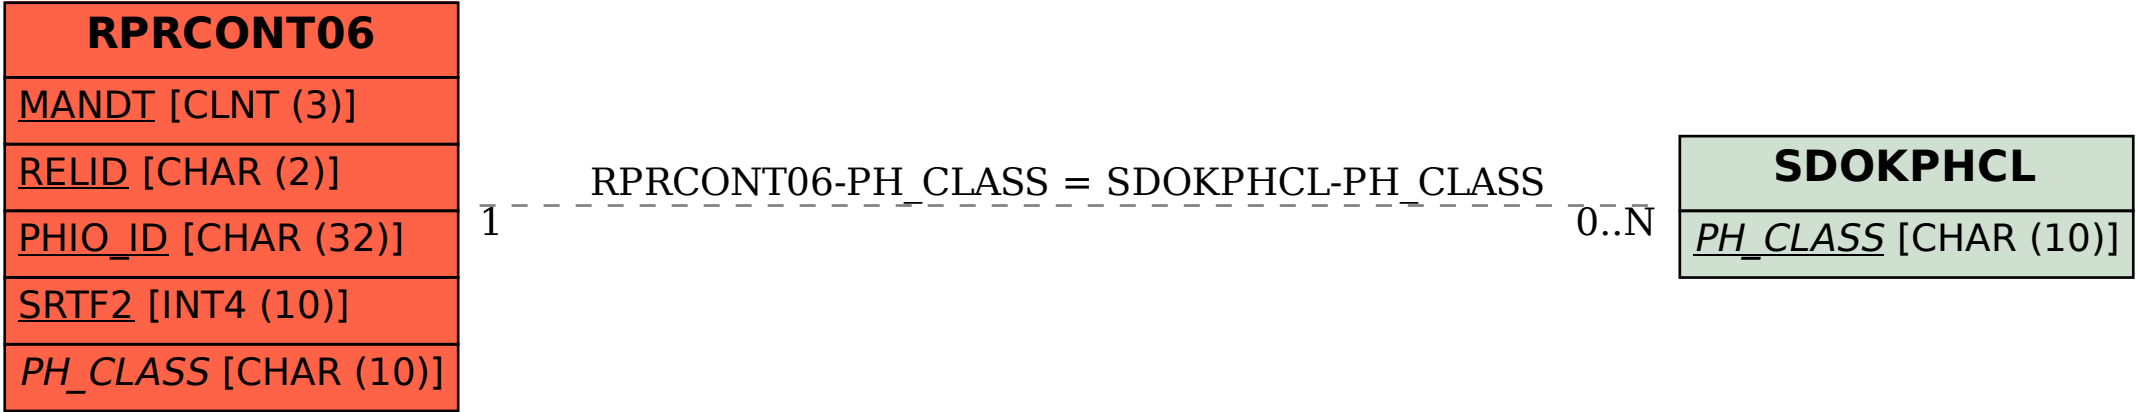 RPRCONT06
MANDT [CLNT (3)]
RELID [CHAR (2)]
PHIO_ID [CHAR (32)]
SRTF2 [INT4 (10)]
PH_CLASS [CHAR (10)]
RPRCONT06-PH_CLASS = SDOKPHCL-PH_CLASS
1
0..N
SDOKPHCL
PH_CLASS [CHAR (10)]